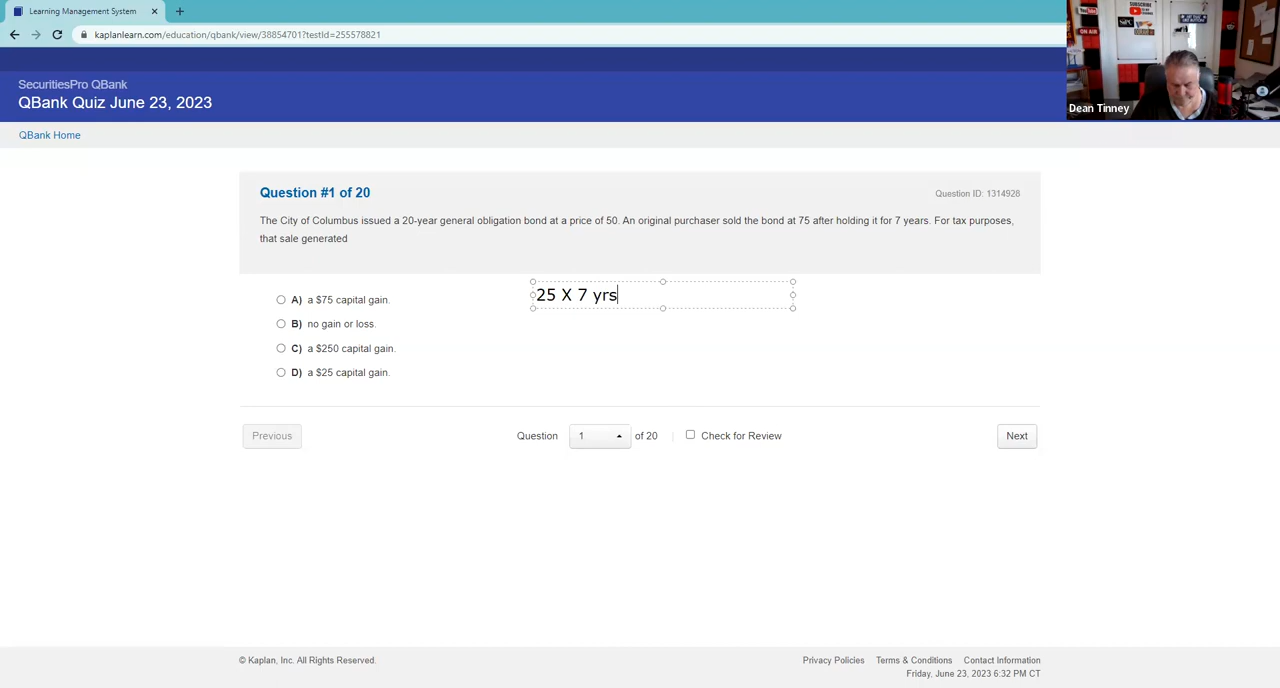 Learning Management System
kaplanlearn.com/education/qbank/view/38854701?testId=255578821
SUBSCRIBE
ON AIR
Dean Tinney
SecuritiesPro QBank
QBank Quiz June 23, 2023
QBank Home
Question #1 of 20
Question ID: 1314928
The City of Columbus issued a 20-year general obligation bond at a price of 50. An original purchaser sold the bond at 75 after holding it for 7 years. For tax purposes,
that sale generated
25 X 7 yrs
A) a $75 capital gain.
B) no gain or loss.
C) a $250 capital gain.
D) a $25 capital gain.
Previous
Question 1 of 20 | Check for Review
Next
© Kaplan, Inc. All Rights Reserved.
Privacy Policies Terms & Conditions Contact Information
Friday, June 23, 2023 6:32 PM CT